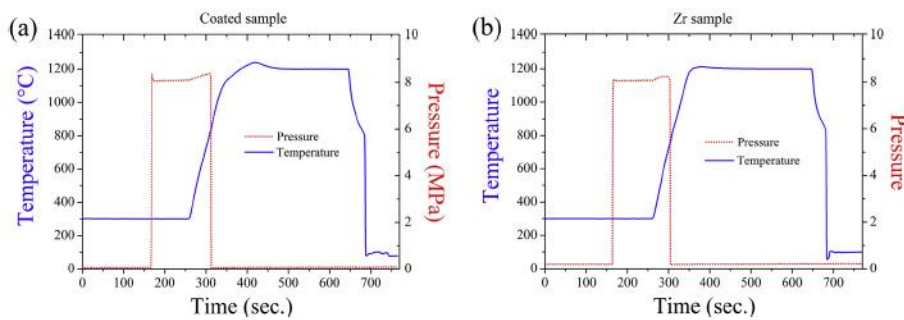 Coated sample
(a)
1400
1200
1000
800
600
400
200
0
Temperature (°C)
10
8
6
4
2
0
Pressure (MPa)
Pressure
Temperature
0 100 200 300 400 500 600 700
Time (sec.)
Zr sample
(b)
1400
1200
1000
800
600
400
200
0
Temperature
10
8
6
4
2
0
Pressure
Pressure
Temperature
0 100 200 300 400 500 600 700
Time (sec.)